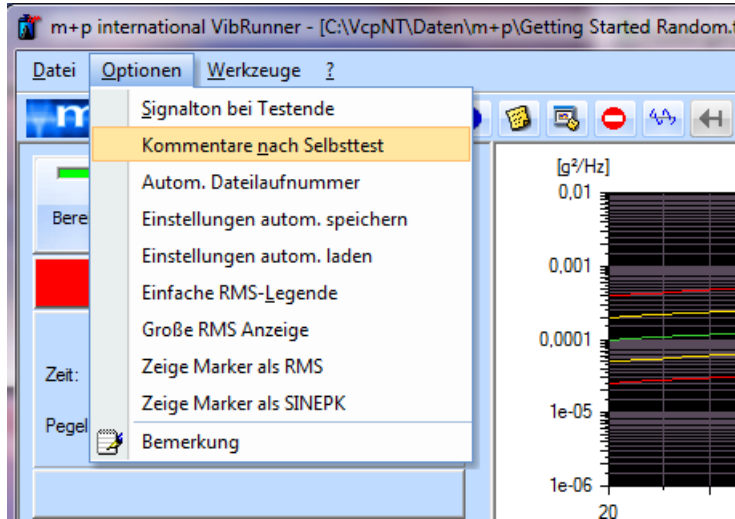 m+p international VibRunner - [C:\VcpNT\Daten\m+p\Getting Started Random.
Datei Optionen Werkzeuge ?
m
Signalton bei Testende
Kommentare nach Selbsttest
Autom. Dateilaufnummer
Einstellungen autom. speichern
Einstellungen autom. laden
Einfache RMS-Legende
Große RMS Anzeige
Zeige Marker als RMS
Zeige Marker als SINEPK
Bemerkung
Bere
Zeit:
Pegel
[g²/Hz]
0,01
0,001
0,0001
1e-05
1e-06
20